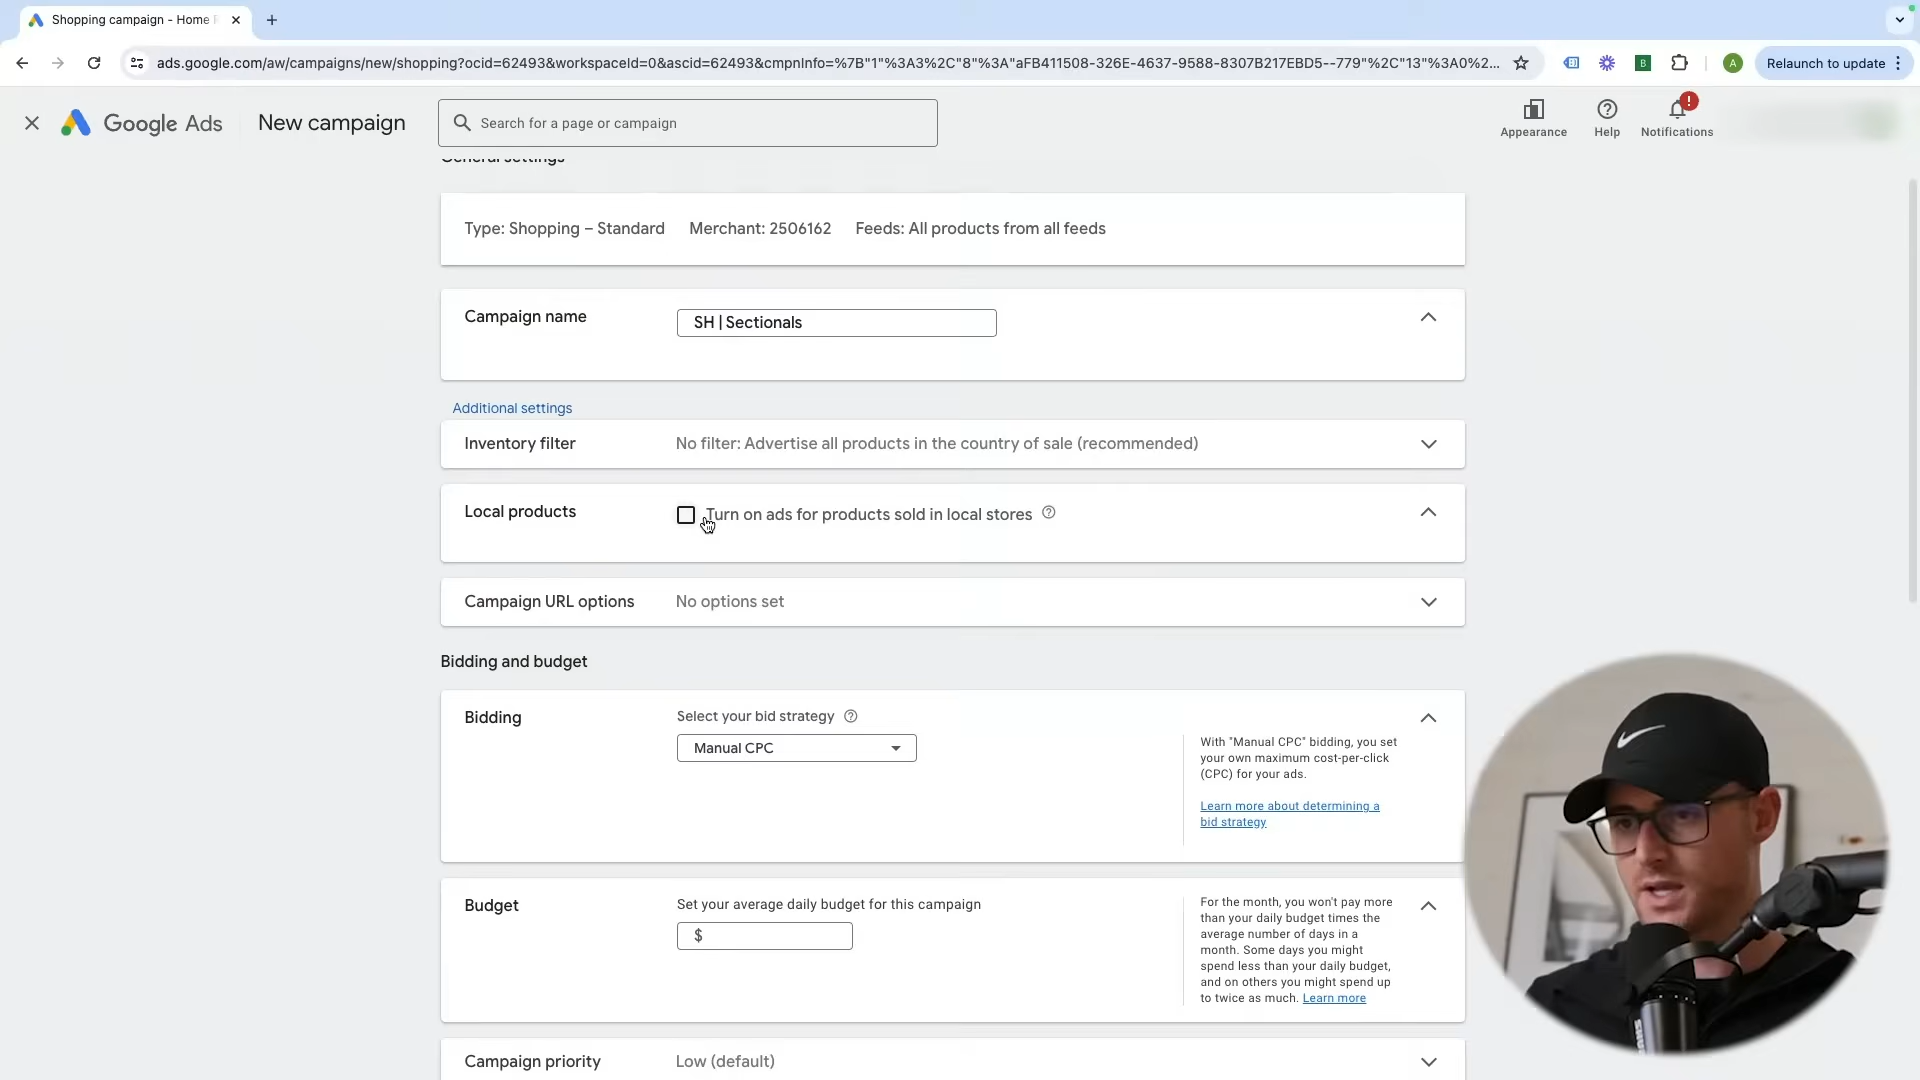 Shopping campaign - Home
ads.google.com/aw/campaigns/new/shopping?ocid=62493&workspaceId=0&ascid=62493&cmpnInfo=%7B"1"%3A3%2C"8"%3A"aFB411508-326E-4637-9588-8307B217EBD5--779"%2C"13"%3A0%2...
B
A
Relaunch to update
Google Ads
New campaign
Search for a page or campaign
Appearance
Help
Notifications
General settings
Type: Shopping – Standard Merchant: 2506162 Feeds: All products from all feeds
Campaign name
SH | Sectionals
Additional settings
Inventory filter
No filter: Advertise all products in the country of sale (recommended)
Local products
Turn on ads for products sold in local stores
Campaign URL options
No options set
Bidding and budget
Bidding
Select your bid strategy
Manual CPC
With "Manual CPC" bidding, you set
your own maximum cost-per-click
(CPC) for your ads.
Learn more about determining a
bid strategy
Budget
Set your average daily budget for this campaign
$
For the month, you won't pay more
than your daily budget times the
average number of days in a
month. Some days you might
spend less than your daily budget,
and on others you might spend up
to twice as much. Learn more
Campaign priority
Low (default)